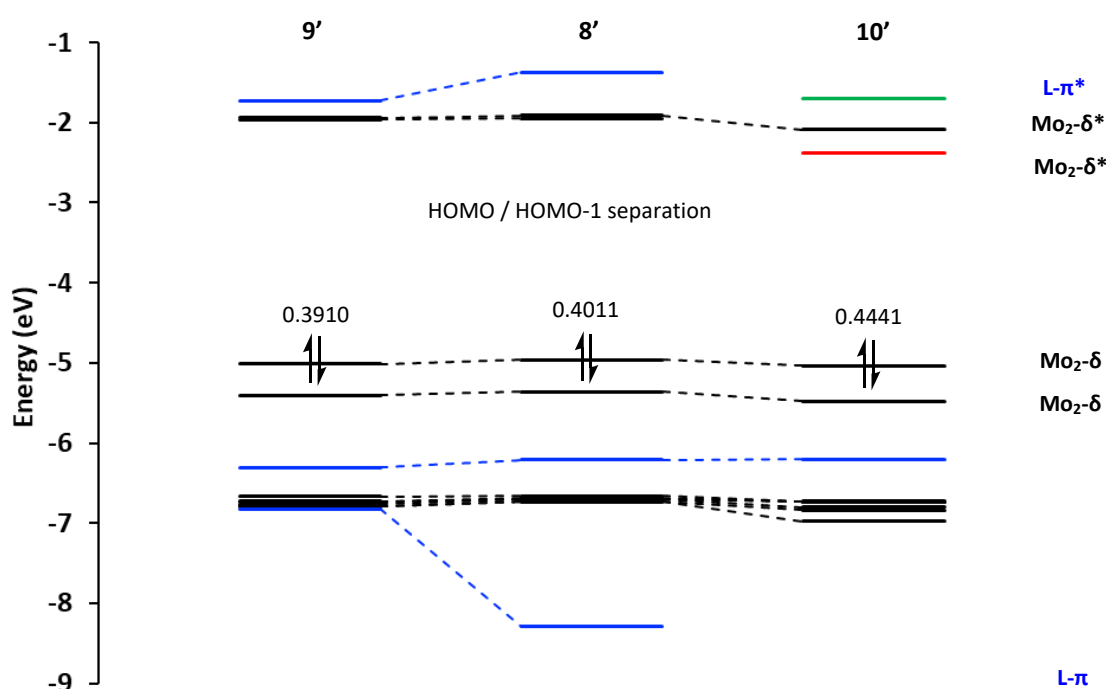 9’ 8’ 10’
-1
L-π*
-2
Mo₂-δ*
Mo₂-δ*
-3
HOMO / HOMO-1 separation
-4
0.3910 0.4011 0.4441
Energy (eV)
-5
Mo₂-δ
Mo₂-δ
-6
-7
-8
-9
L-π